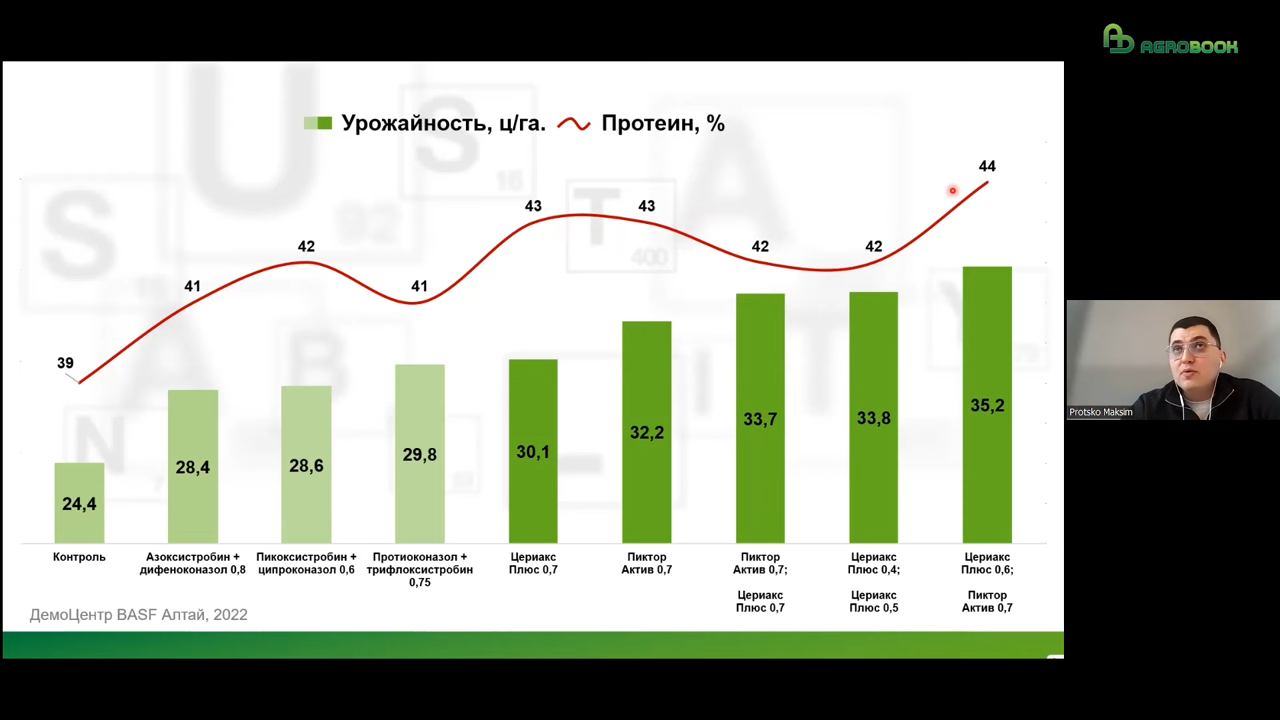 AGROBOOK
Урожайность, ц/га.
Протеин, %
39
41
42
41
43
43
42
42
44
24,4
28,4
28,6
29,8
30,1
32,2
33,7
33,8
35,2
Контроль
Азоксистробин +
дифеноконазол 0,8
Пикоксистробин +
ципроконазол 0,6
Протиоконазол +
трифлоксистробин
0,75
Цериакс
Плюс 0,7
Пиктор
Актив 0,7
Пиктор
Актив 0,7;
Цериакс
Плюс 0,7
Цериакс
Плюс 0,4;
Цериакс
Плюс 0,5
Цериакс
Плюс 0,6;
Пиктор
Актив 0,7
ДемоЦентр BASF Алтай, 2022
Protsko Maksim
S
U
92
S
16
T
400
A
N
A
B
I